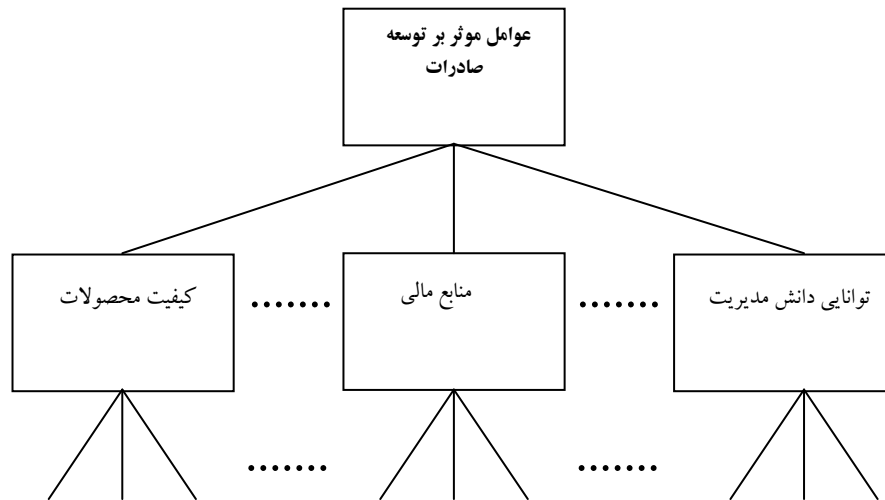 عوامل موثر بر توسعه
صادرات
توانایی دانش مدیریت
.......
منابع مالی
.......
کیفیت محصولات
.......
.......